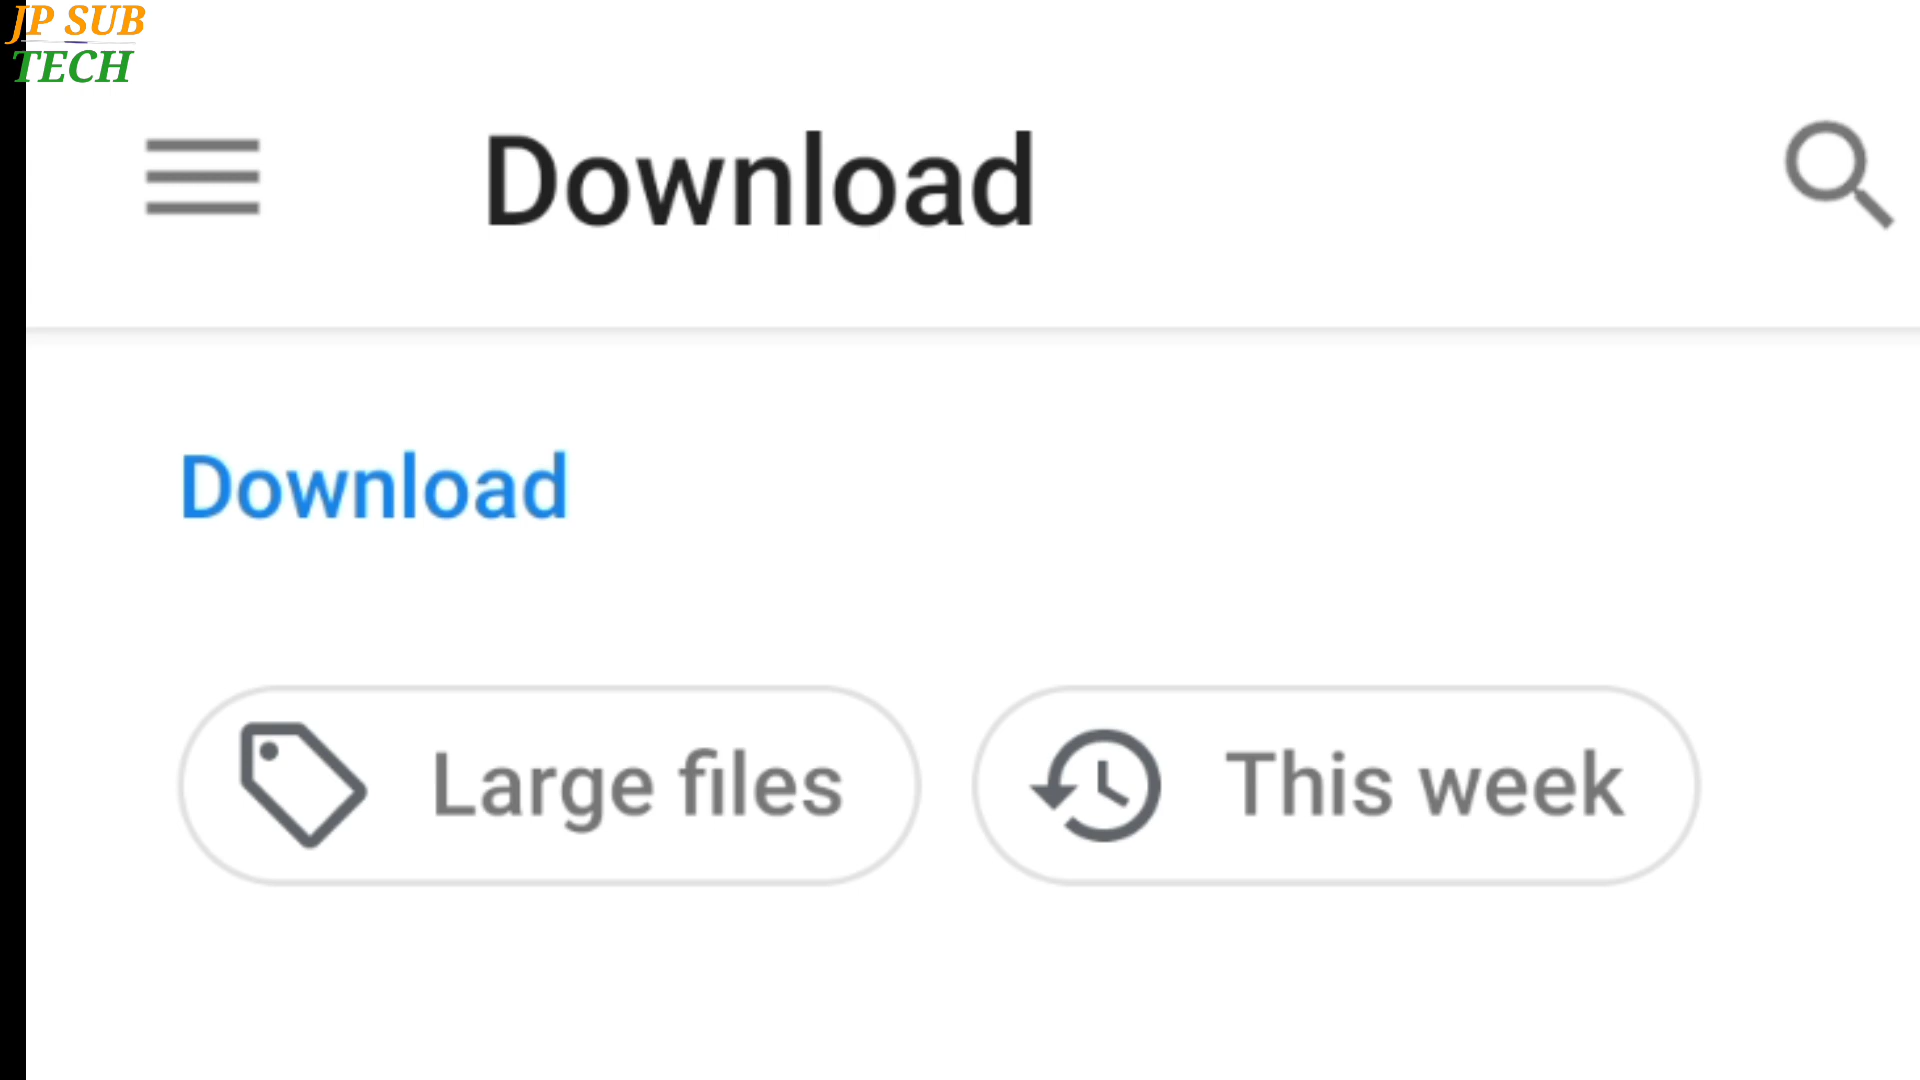 JP SUB
TECH
Download
Download
Large files
This week